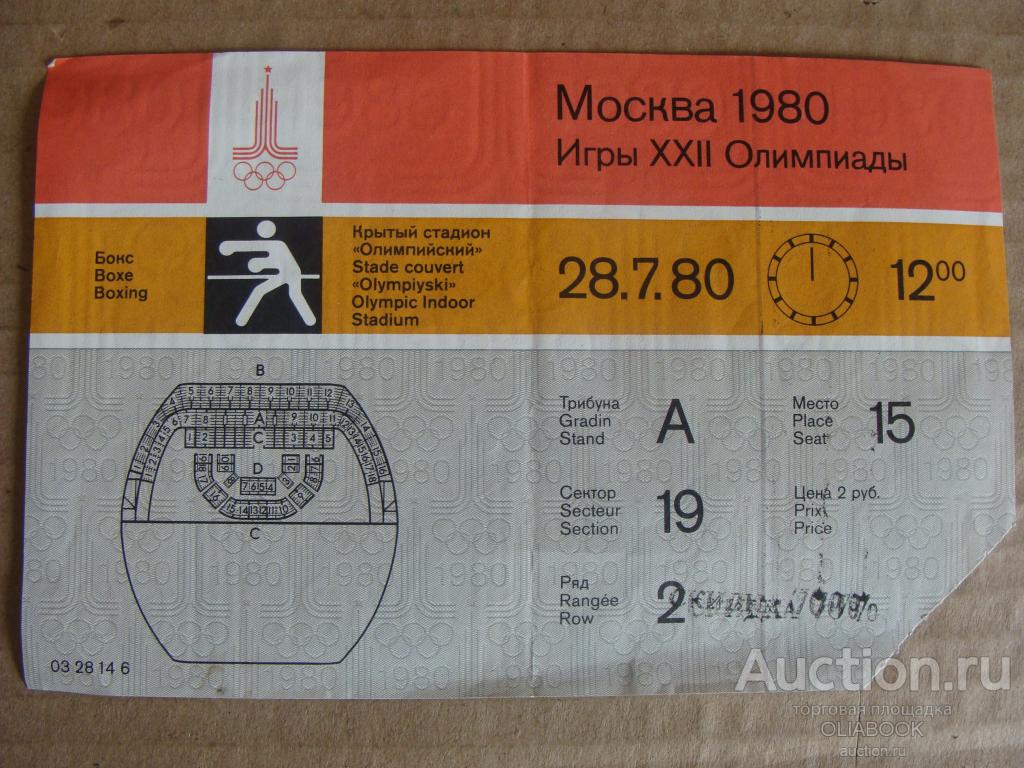 Москва 1980
Игры XXII Олимпиады
Бокс
Boxe
Boxing
Крытый стадион
«Олимпийский»
Stade couvert
«Olympiyski»
Olympic Indoor
Stadium
28.7.80
12⁰⁰
B
A
C
D
C
Трибуна
Gradin
Stand
A
Место
Place
Seat
15
Сектор
Secteur
Section
19
Цена 2 руб.
Prix
Price
Ряд
Rangée
Row
2
03 28 14 6
Auction.ru
торговая площадка
OLIABOOK
auction.ru